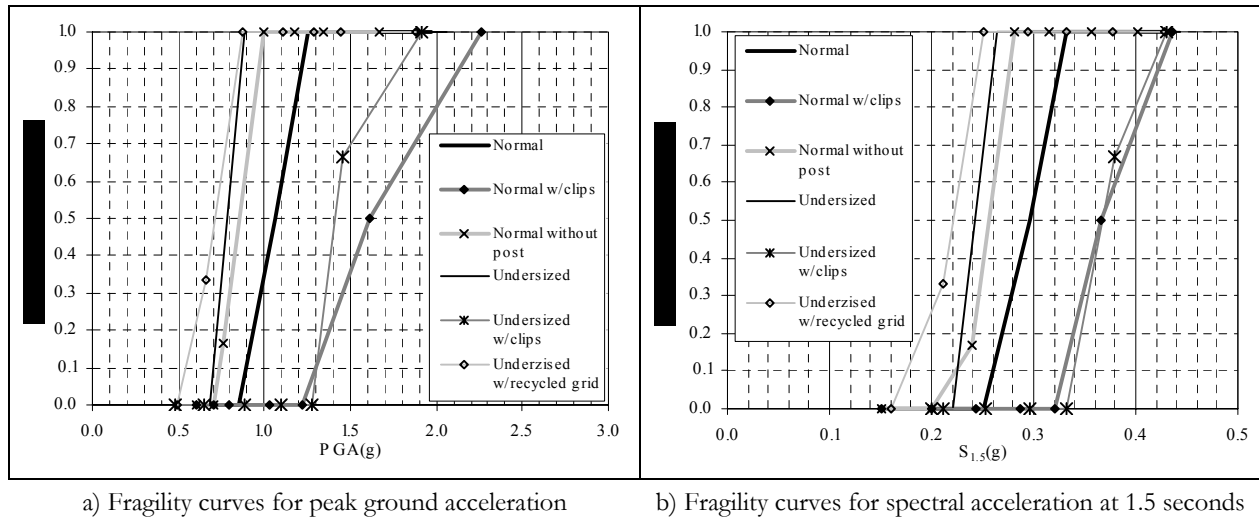 1.0
0.9
0.8
0.7
0.6
0.5
0.4
0.3
0.2
0.1
0.0
0.0 0.5 1.0 1.5 2.0 2.5 3.0
P GA(g)
Normal
Normal w/clips
Normal without
post
Undersized
Undersized
w/clips
Underzised
w/recycled grid
a) Fragility curves for peak ground acceleration
1.0
0.9
0.8
0.7
0.6
0.5
0.4
0.3
0.2
0.1
0.0
0.0 0.1 0.2 0.3 0.4 0.5
S1.5(g)
Normal
Normal w/clips
Normal without
post
Undersized
Undersized
w/clips
Underzised
w/recycled grid
b) Fragility curves for spectral acceleration at 1.5 seconds